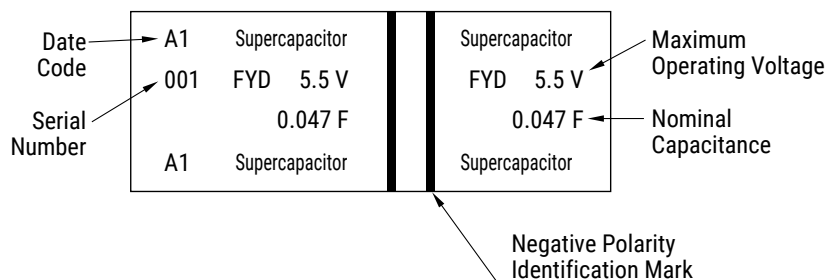 Date
Code
A1 Supercapacitor
001 FYD 5.5 V
0.047 F
A1 Supercapacitor
Serial
Number
Supercapacitor
FYD 5.5 V
0.047 F
Supercapacitor
Maximum
Operating Voltage
Nominal
Capacitance
Negative Polarity
Identification Mark